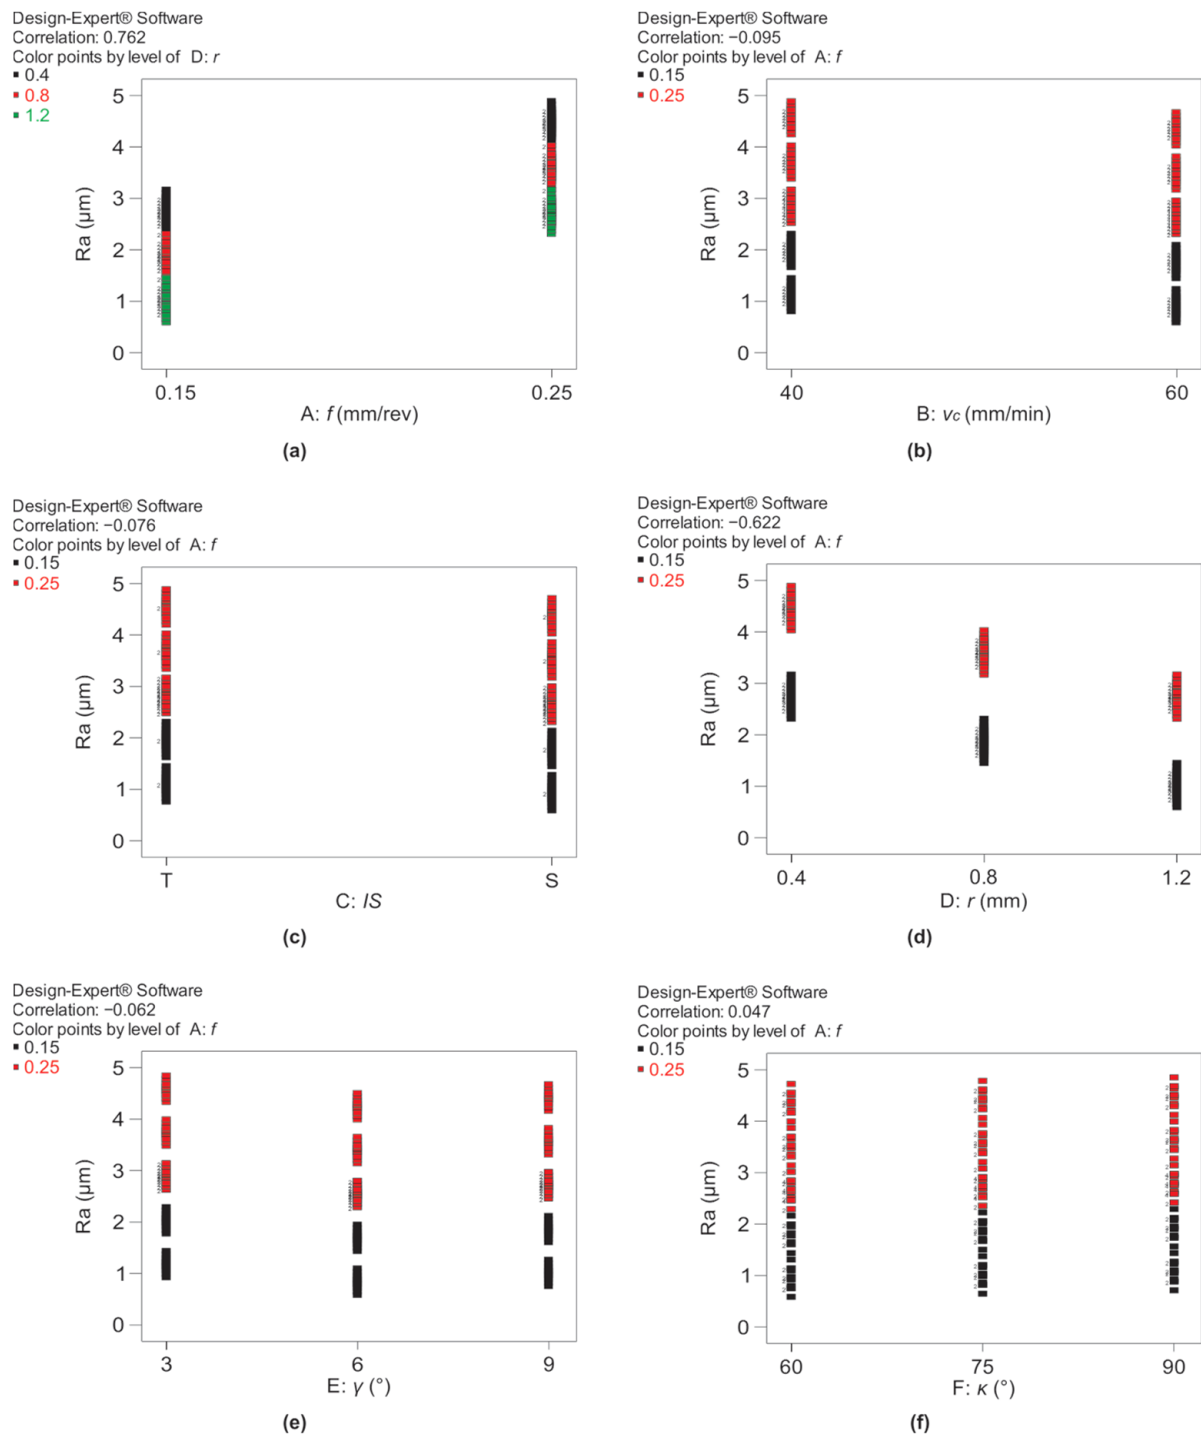 Design-Expert® Software
Correlation: 0.762
Color points by level of D: r
0.4
0.8
1.2
5
4
3
2
1
0
Ra (µm)
0.15
0.25
A: f (mm/rev)
(a)
Design-Expert® Software
Correlation: −0.095
Color points by level of A: f
0.15
0.25
5
4
3
2
1
0
Ra (µm)
40
60
B: vc (mm/min)
(b)
Design-Expert® Software
Correlation: −0.076
Color points by level of A: f
0.15
0.25
5
4
3
2
1
0
Ra (µm)
T
S
C: IS
(c)
Design-Expert® Software
Correlation: −0.622
Color points by level of A: f
0.15
0.25
5
4
3
2
1
0
Ra (µm)
0.4
0.8
1.2
D: r (mm)
(d)
Design-Expert® Software
Correlation: −0.062
Color points by level of A: f
0.15
0.25
5
4
3
2
1
0
Ra (µm)
3
6
9
E: γ (°)
(e)
Design-Expert® Software
Correlation: 0.047
Color points by level of A: f
0.15
0.25
5
4
3
2
1
0
Ra (µm)
60
75
90
F: κ (°)
(f)